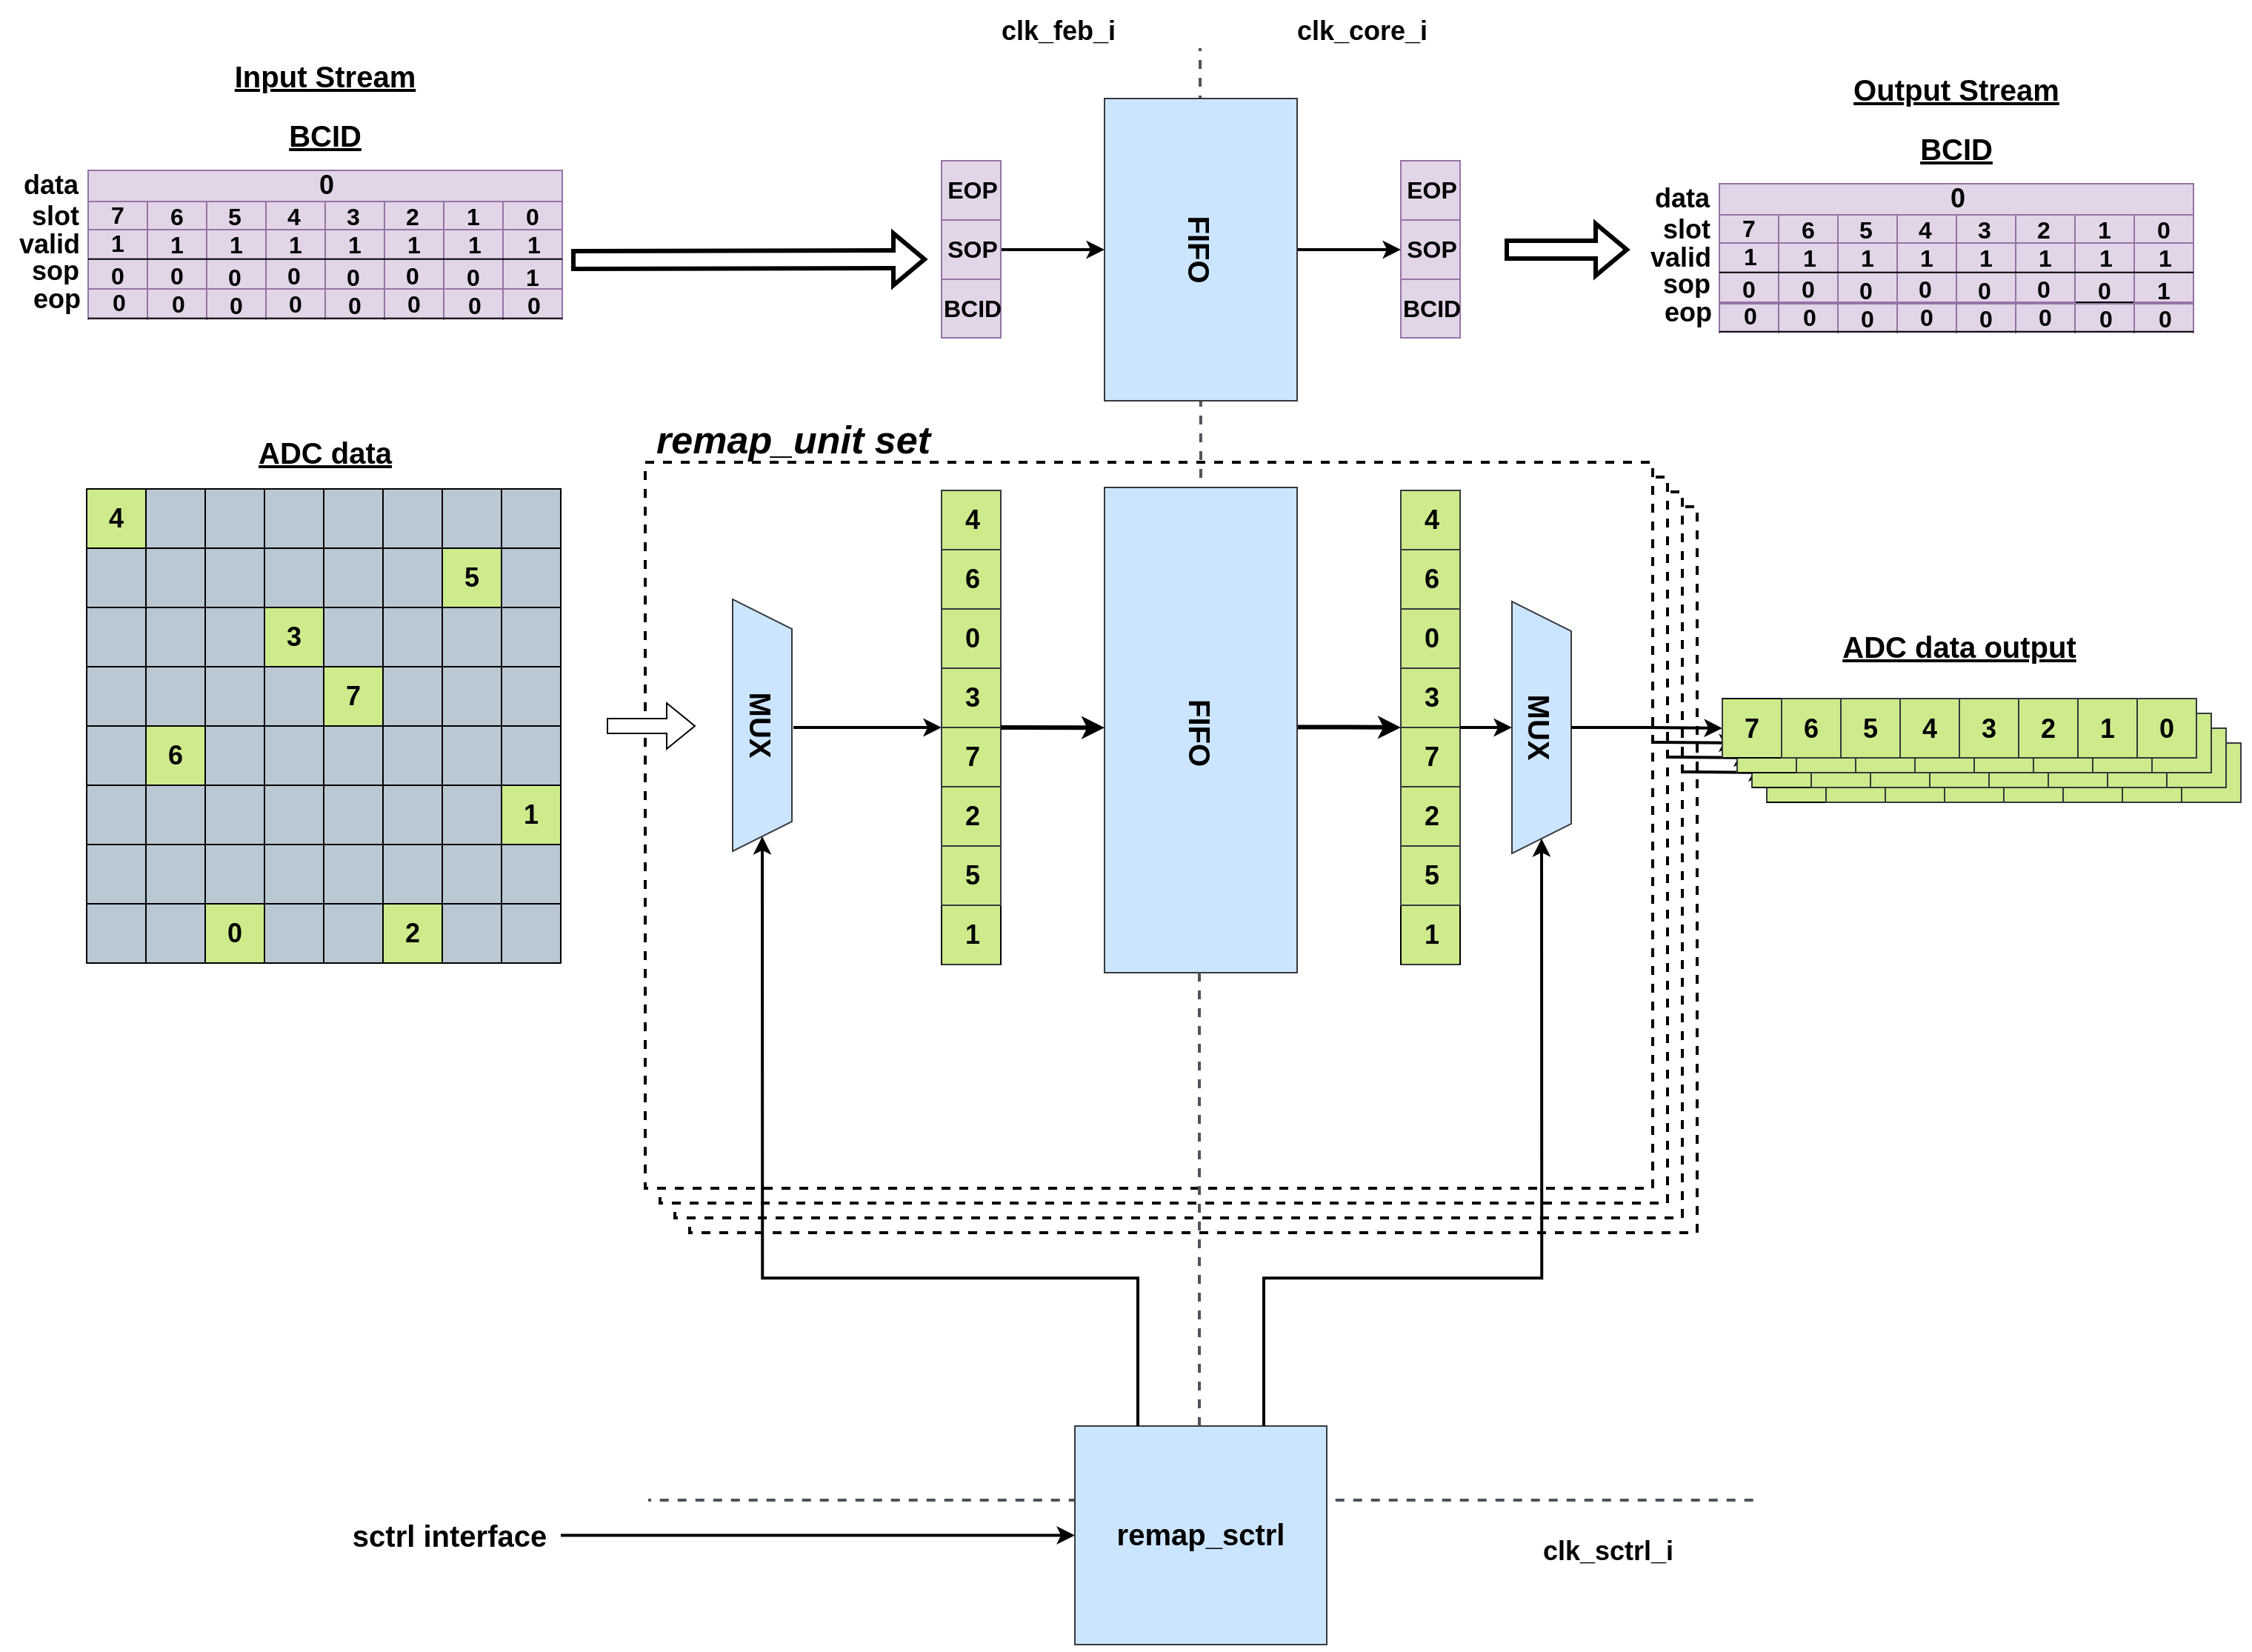 clk_feb_i clk_core_i
Input Stream
Output Stream
BCID
BCID
data 0
slot 7 6 5 4 3 2 1 0
valid 1 1 1 1 1 1 1 1
sop 0 0 0 0 0 0 0 1
eop 0 0 0 0 0 0 0 0
EOP
SOP
BCID
FIFO
EOP
SOP
BCID
data 0
slot 7 6 5 4 3 2 1 0
valid 1 1 1 1 1 1 1 1
sop 0 0 0 0 0 0 0 1
eop 0 0 0 0 0 0 0 0
remap_unit set
ADC data
4
5
3
7
6
1
0 2
MUX
4
6
0
3
7
2
5
1
FIFO
4
6
0
3
7
2
5
1
MUX
ADC data output
7 6 5 4 3 2 1 0
sctrl interface
remap_sctrl
clk_sctrl_i